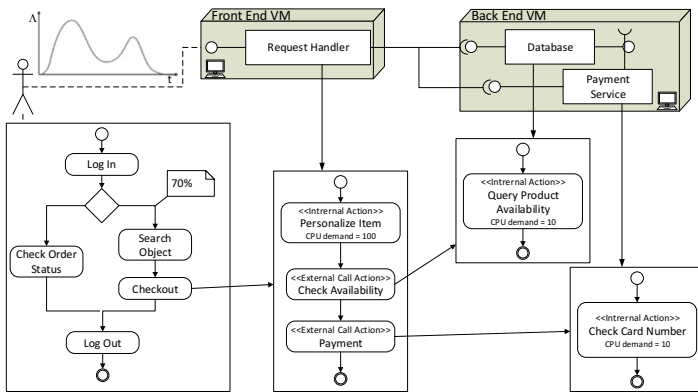 Λ
t
Front End VM
Request Handler
Back End VM
Database
Payment
Service
Log In
70%
Check Order
Status
Search
Object
Checkout
Log Out
<<Internal Action>>
Personalize Item
CPU demand = 100
<<External Call Action>>
Check Availability
<<External Call Action>>
Payment
<<Internal Action>>
Query Product
Availability
CPU demand = 10
<<Internal Action>>
Check Card Number
CPU demand = 10